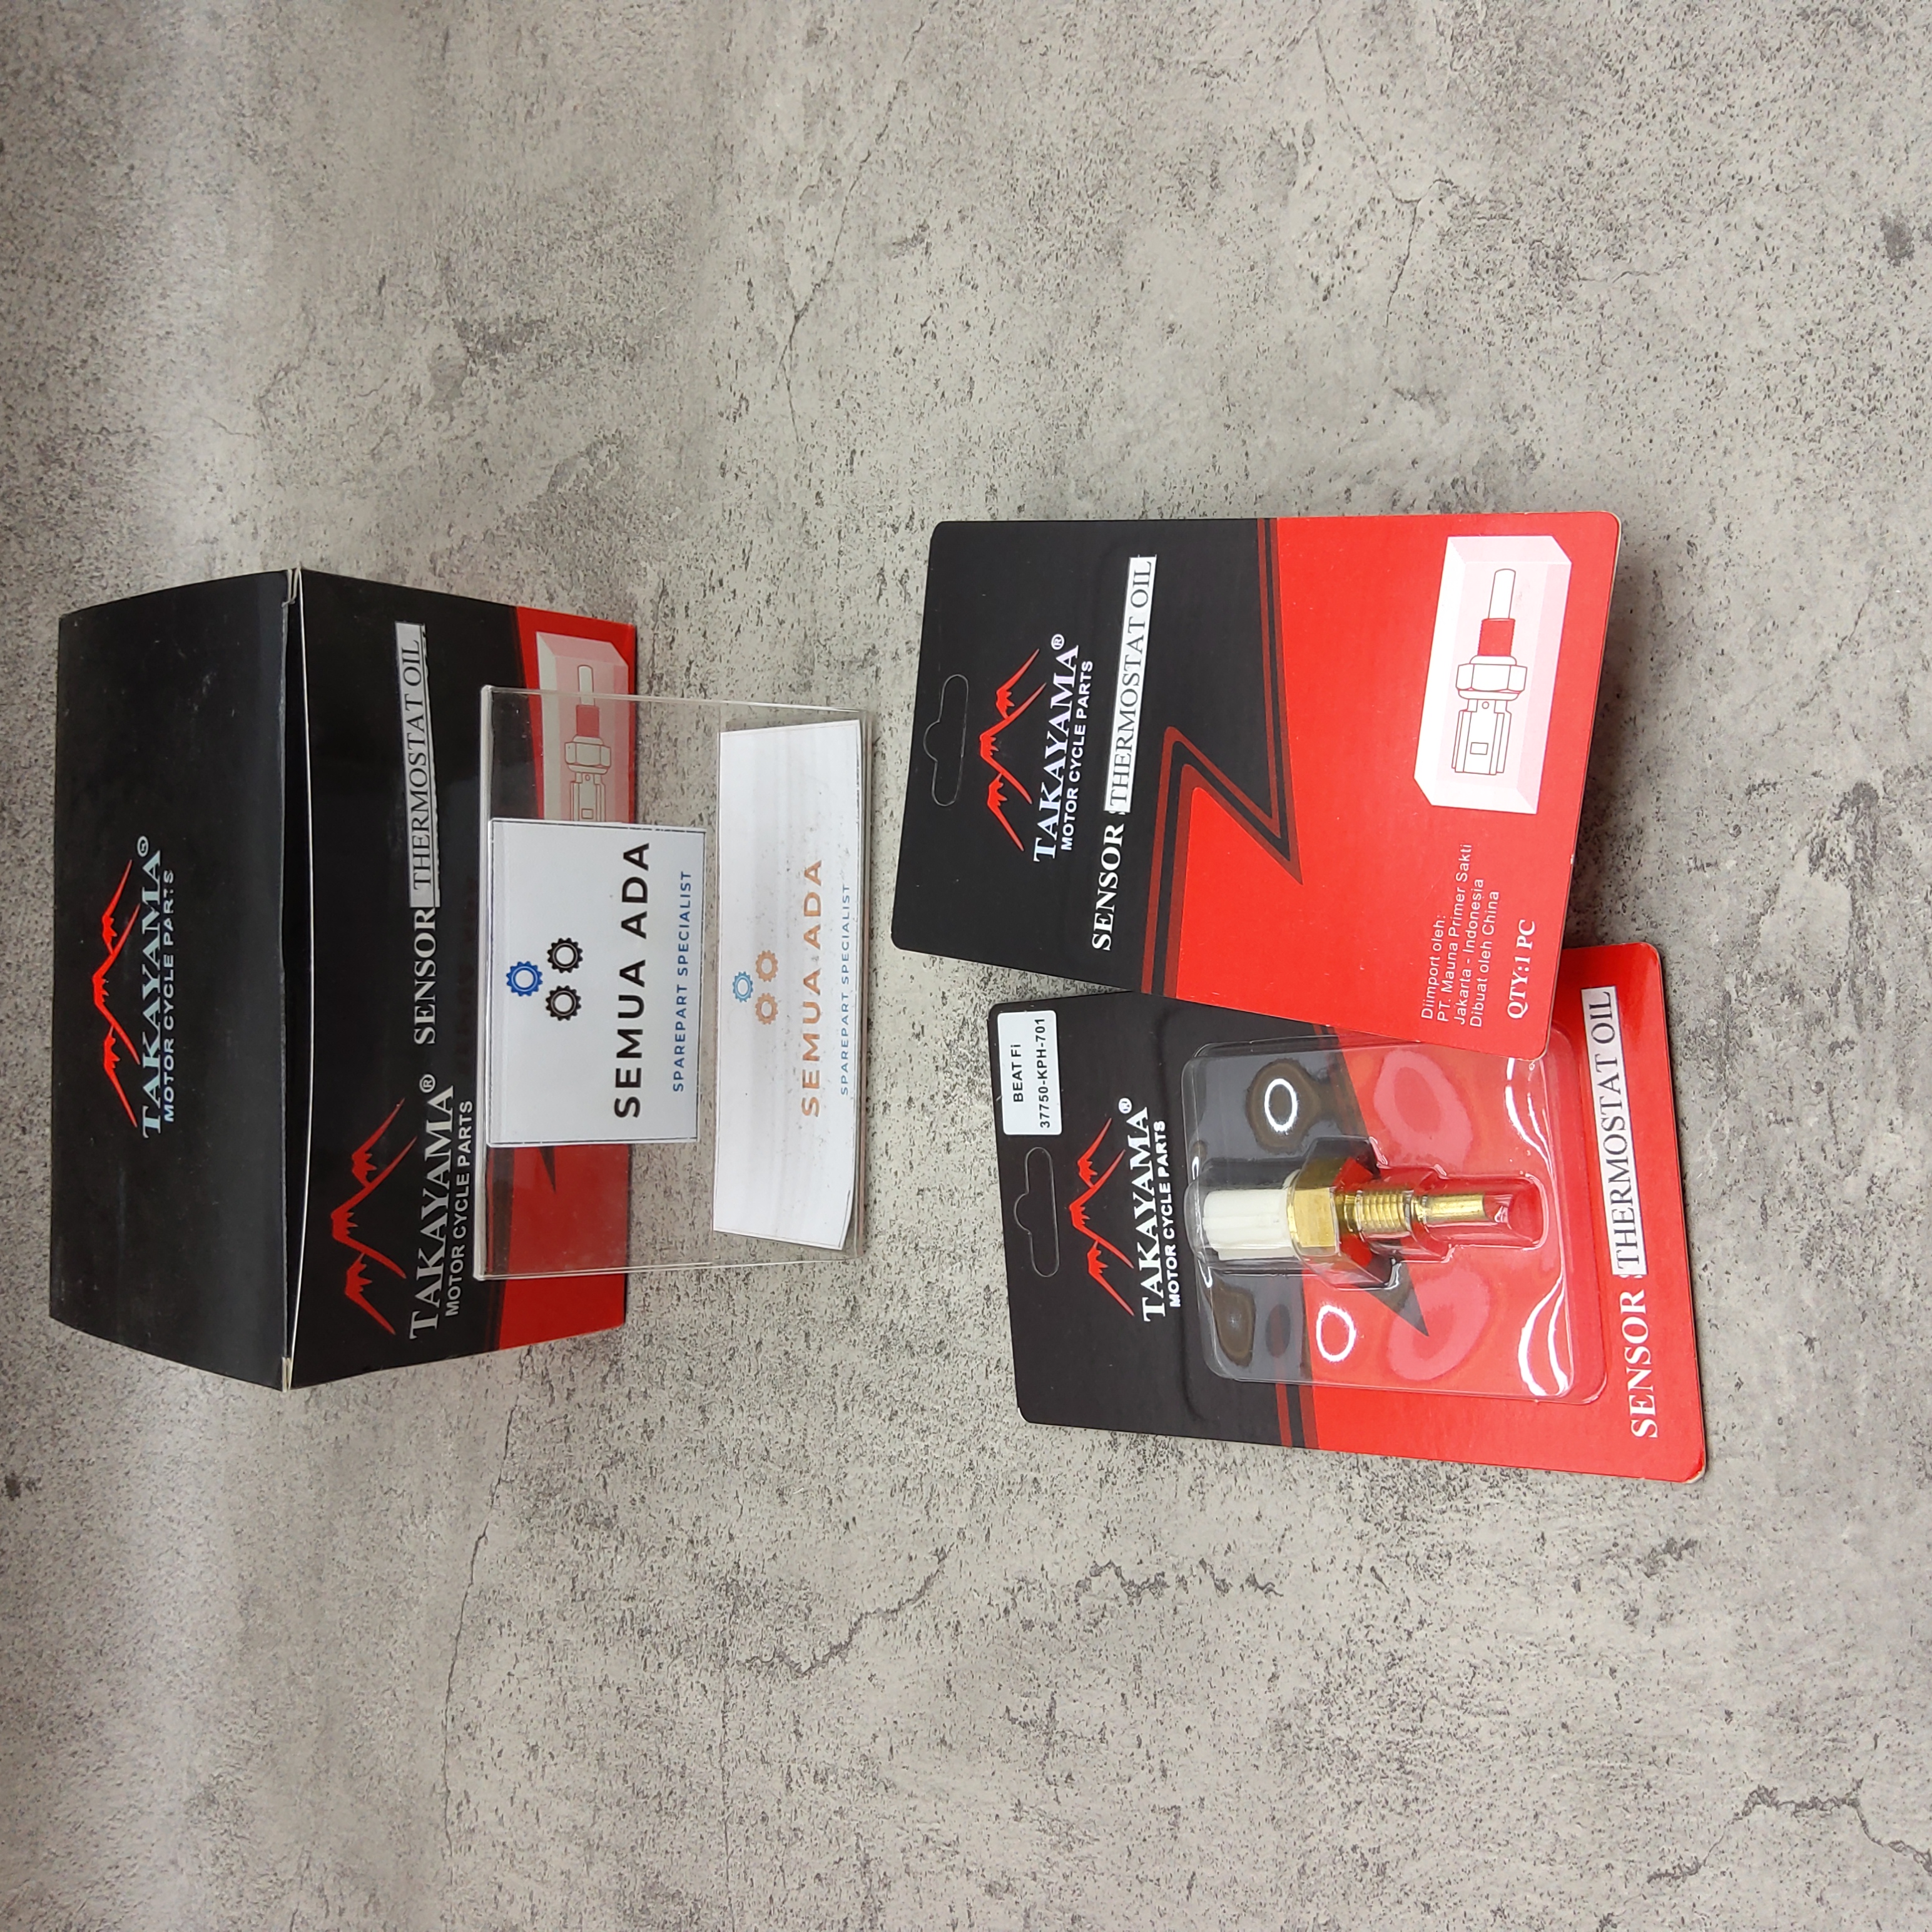 TAKAYAMA®
MOTOR CYCLE PARTS
TAKAYAMA®
MOTOR CYCLE PARTS
SENSOR THERMOSTAT OIL
SEMUA ADA
SPAREPART SPECIALIST
SEMUA ADA
SPAREPART SPECIALIST
BEAT Fi
37750-KPH-701
TAKAYAMA®
MOTOR CYCLE PARTS
SENSOR THERMOSTAT OIL
TAKAYAMA®
MOTOR CYCLE PARTS
SENSOR THERMOSTAT OIL
Diimport oleh:
PT. Mauna Primer Sakti
Jakarta - Indonesia
Dibuat oleh China
QTY:1 PC